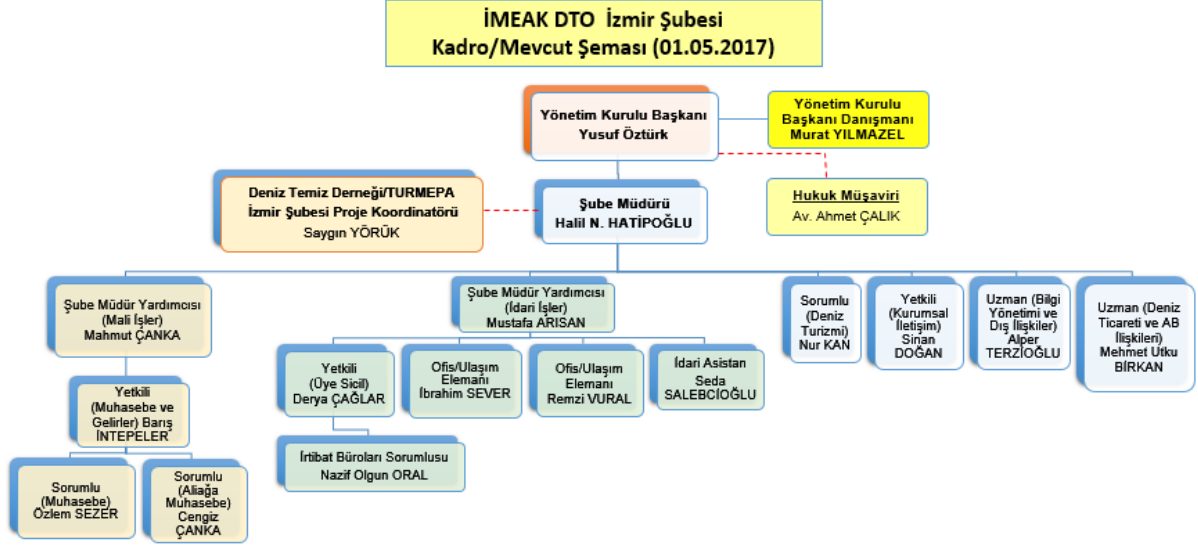 İMEAK DTO İzmir Şubesi
Kadro/Mevcut Şeması (01.05.2017)
Yönetim Kurulu Başkanı
Yusuf Öztürk
Yönetim Kurulu
Başkanı Danışmanı
Murat YILMAZEL
Deniz Temiz Derneği/TURMEPA
İzmir Şubesi Proje Koordinatörü
Saygın YÖRÜK
Şube Müdürü
Halil N. HATİPOĞLU
Hukuk Müşaviri
Av. Ahmet ÇALIK
Şube Müdür Yardımcısı
(Mali İşler)
Mahmut ÇANKA
Şube Müdür Yardımcısı
(İdari İşler)
Mustafa ARISAN
Sorumlu
(Deniz
Turizmi)
Nur KAN
Yetkili
(Kurumsal
İletişim)
Sinan
DOĞAN
Uzman (Bilgi
Yönetimi ve
Dış İlişkiler)
Alper
TERZİOĞLU
Uzman (Deniz
Ticareti ve AB
İlişkileri)
Mehmet Utku
BİRKAN
Yetkili
(Muhasebe ve
Gelirler) Barış
İNTEPELER
Yetkili
(Üye Sicil)
Derya ÇAĞLAR
Ofis/Ulaşım
Elemanı
İbrahim SEVER
Ofis/Ulaşım
Elemanı
Remzi VURAL
İdari Asistan
Seda
SALEBCİOĞLU
İrtibat Büroları Sorumlusu
Nazif Olgun ORAL
Sorumlu
(Muhasebe)
Özlem SEZER
Sorumlu
(Aliağa
Muhasebe)
Cengiz
ÇANKA